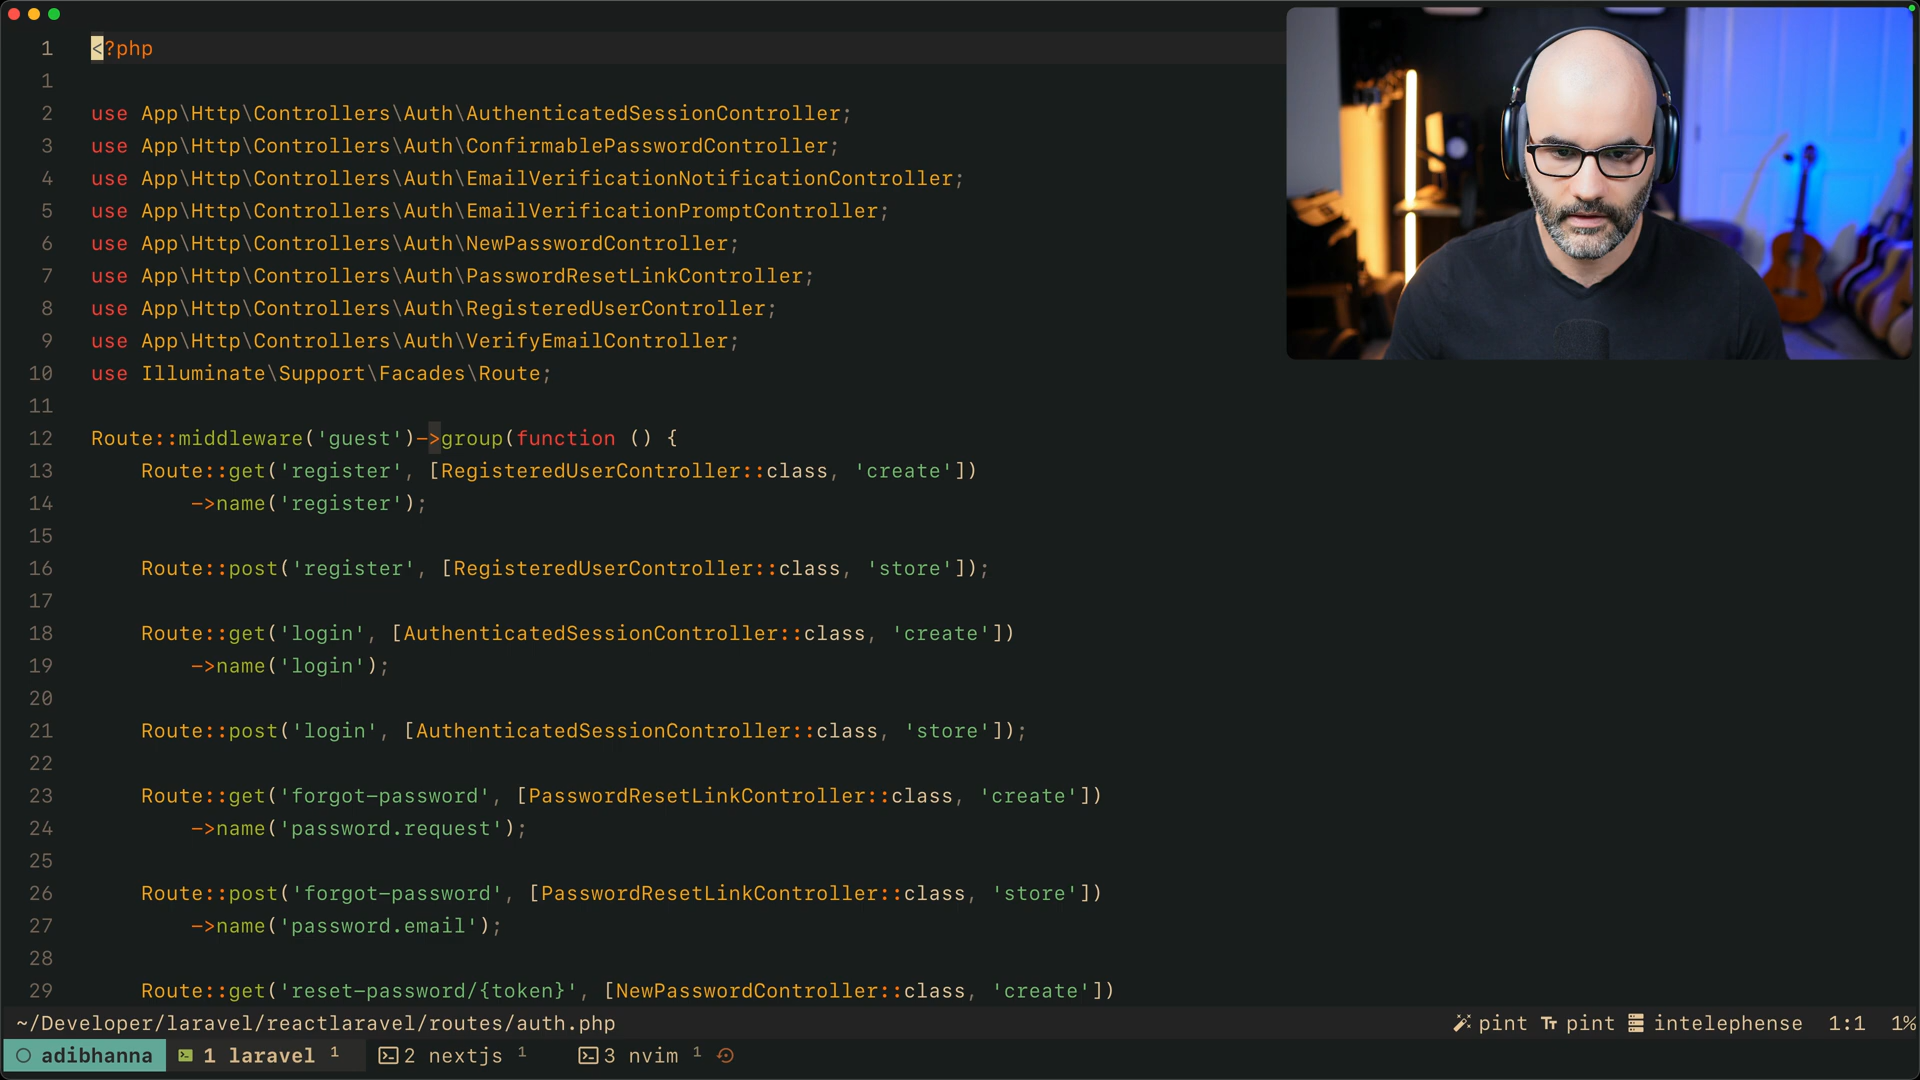 1 <?php
1
2 use App\Http\Controllers\Auth\AuthenticatedSessionController;
3 use App\Http\Controllers\Auth\ConfirmablePasswordController;
4 use App\Http\Controllers\Auth\EmailVerificationNotificationController;
5 use App\Http\Controllers\Auth\EmailVerificationPromptController;
6 use App\Http\Controllers\Auth\NewPasswordController;
7 use App\Http\Controllers\Auth\PasswordResetLinkController;
8 use App\Http\Controllers\Auth\RegisteredUserController;
9 use App\Http\Controllers\Auth\VerifyEmailController;
10 use Illuminate\Support\Facades\Route;
11
12 Route::middleware('guest')->group(function () {
13 Route::get('register', [RegisteredUserController::class, 'create'])
14 ->name('register');
15
16 Route::post('register', [RegisteredUserController::class, 'store']);
17
18 Route::get('login', [AuthenticatedSessionController::class, 'create'])
19 ->name('login');
20
21 Route::post('login', [AuthenticatedSessionController::class, 'store']);
22
23 Route::get('forgot-password', [PasswordResetLinkController::class, 'create'])
24 ->name('password.request');
25
26 Route::post('forgot-password', [PasswordResetLinkController::class, 'store'])
27 ->name('password.email');
28
29 Route::get('reset-password/{token}', [NewPasswordController::class, 'create'])
~/Developer/laravel/reactlaravel/routes/auth.php pint Tт pint intelephense 1:1 1%
adibhanna 1 laravel 1 2 nextjs 1 3 nvim 1